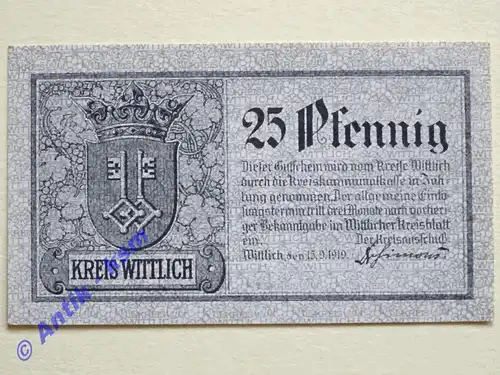 25 Pfennig
Dieser Gutschein wird vom Kreise Wittlich
durch die Kreiskommunalkasse in Zah-
lung genommen. Der allgemeine Einlö-
sungstermin tritt drei Monate nach vorheri-
ger Bekanntgabe im Wittlicher Kreisblatt
ein.
Der Kreisausschuß
Wittlich, den 15.9.1919.
KREIS WITTLICH
©